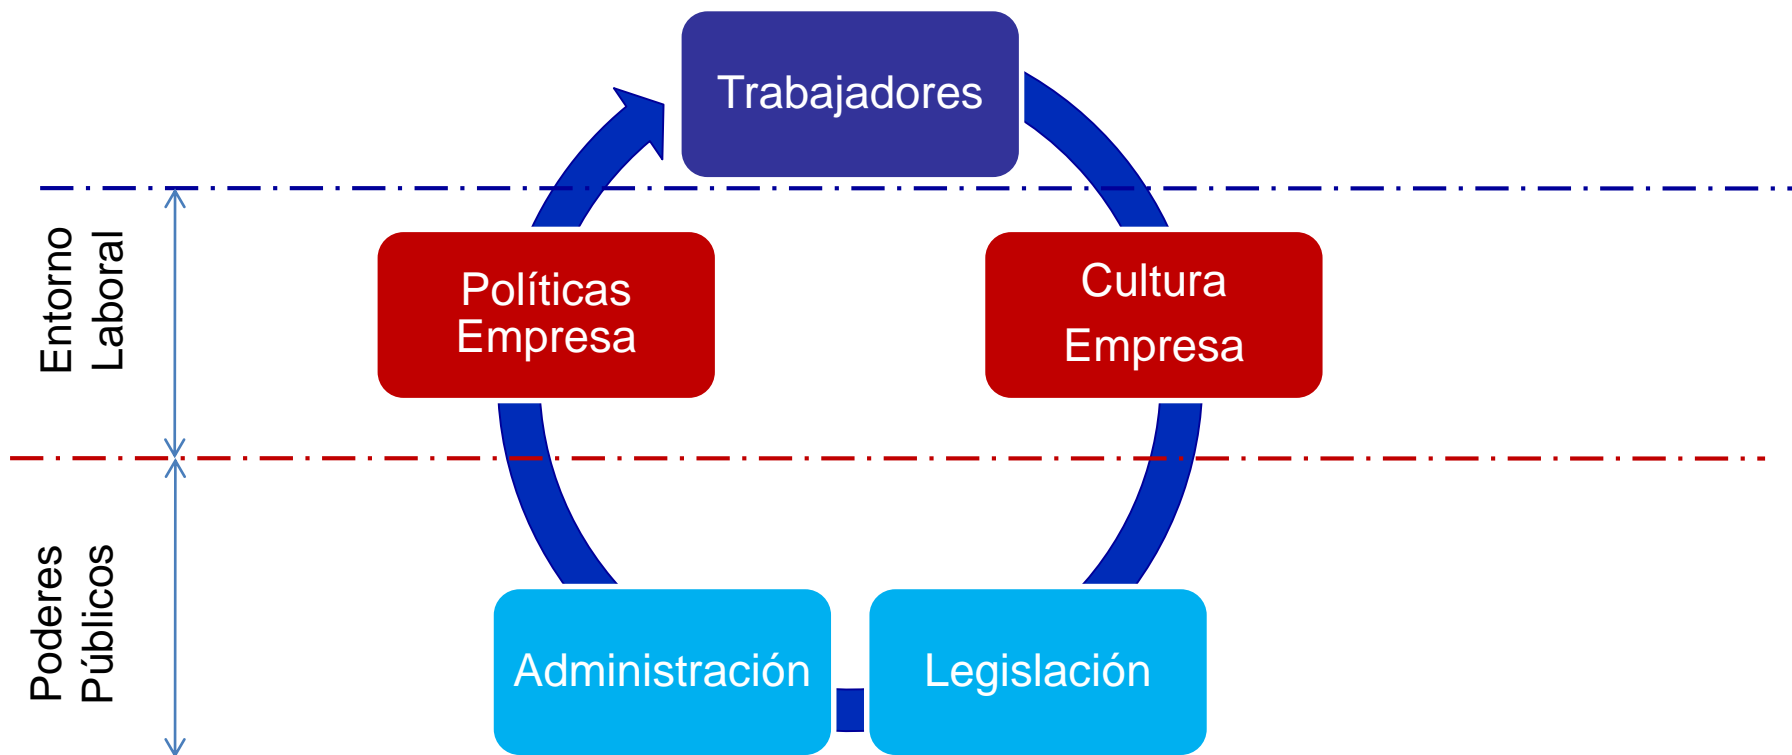 Trabajadores
Entorno
Laboral
Políticas
Empresa
Cultura
Empresa
Poderes
Públicos
Administración
Legislación